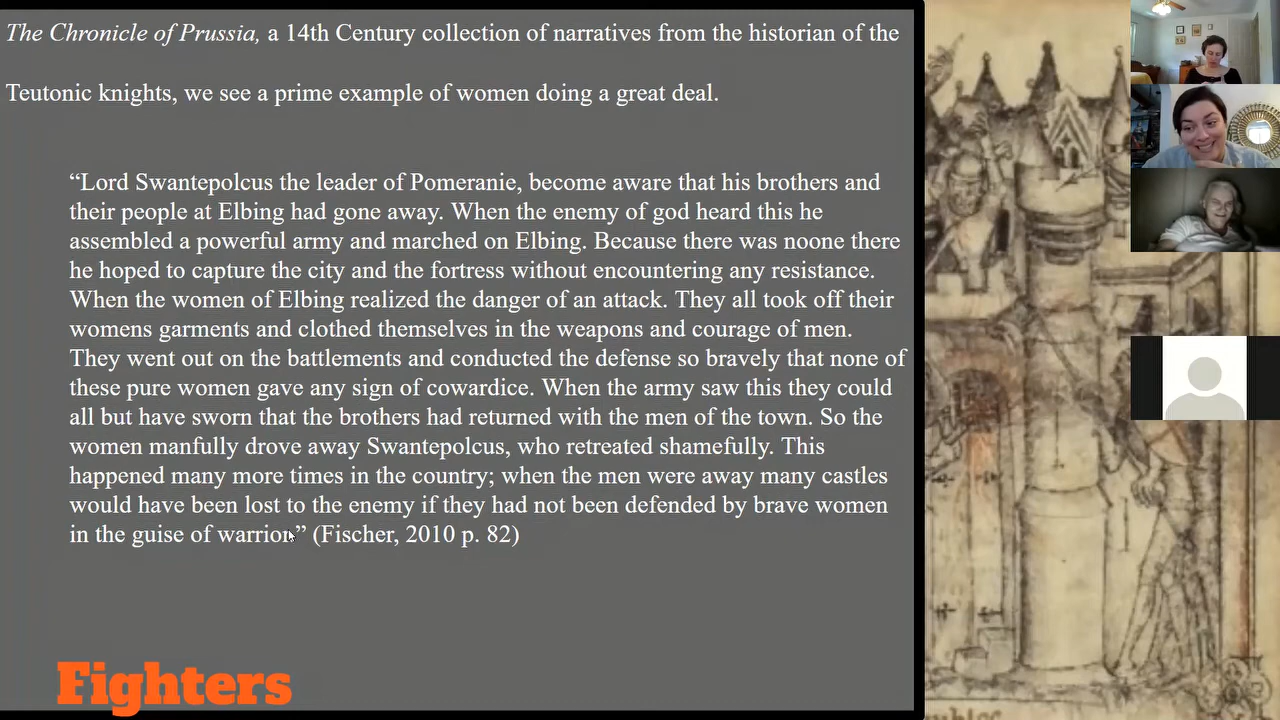 The Chronicle of Prussia, a 14th Century collection of narratives from the historian of the
Teutonic knights, we see a prime example of women doing a great deal.
“Lord Swantepolcus the leader of Pomeranie, become aware that his brothers and
their people at Elbing had gone away. When the enemy of god heard this he
assembled a powerful army and marched on Elbing. Because there was noone there
he hoped to capture the city and the fortress without encountering any resistance.
When the women of Elbing realized the danger of an attack. They all took off their
womens garments and clothed themselves in the weapons and courage of men.
They went out on the battlements and conducted the defense so bravely that none of
these pure women gave any sign of cowardice. When the army saw this they could
all but have sworn that the brothers had returned with the men of the town. So the
women manfully drove away Swantepolcus, who retreated shamefully. This
happened many more times in the country; when the men were away many castles
would have been lost to the enemy if they had not been defended by brave women
in the guise of warrior.” (Fischer, 2010 p. 82)
Fighters